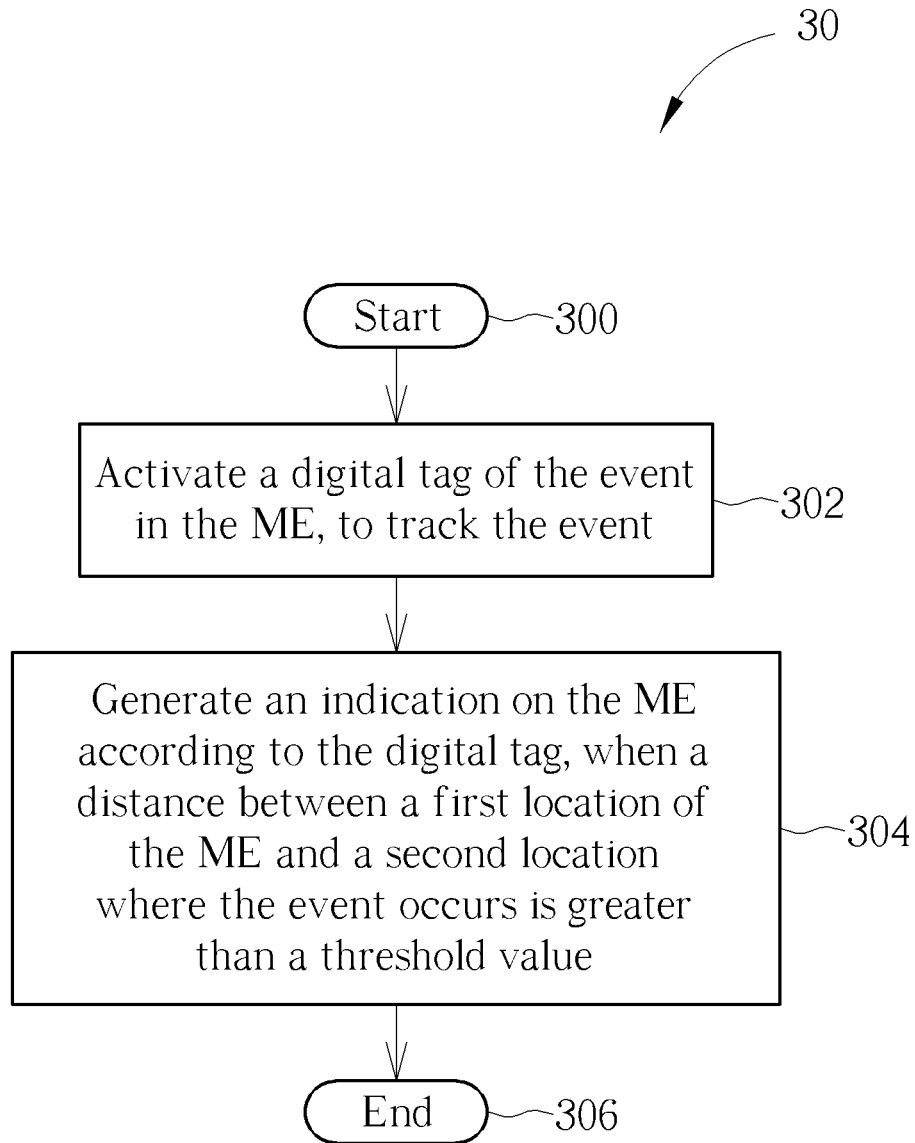 30
Start
300
Activate a digital tag of the event
in the ME, to track the event
302
Generate an indication on the ME
according to the digital tag, when a
distance between a first location of
the ME and a second location
where the event occurs is greater
than a threshold value
304
End
306